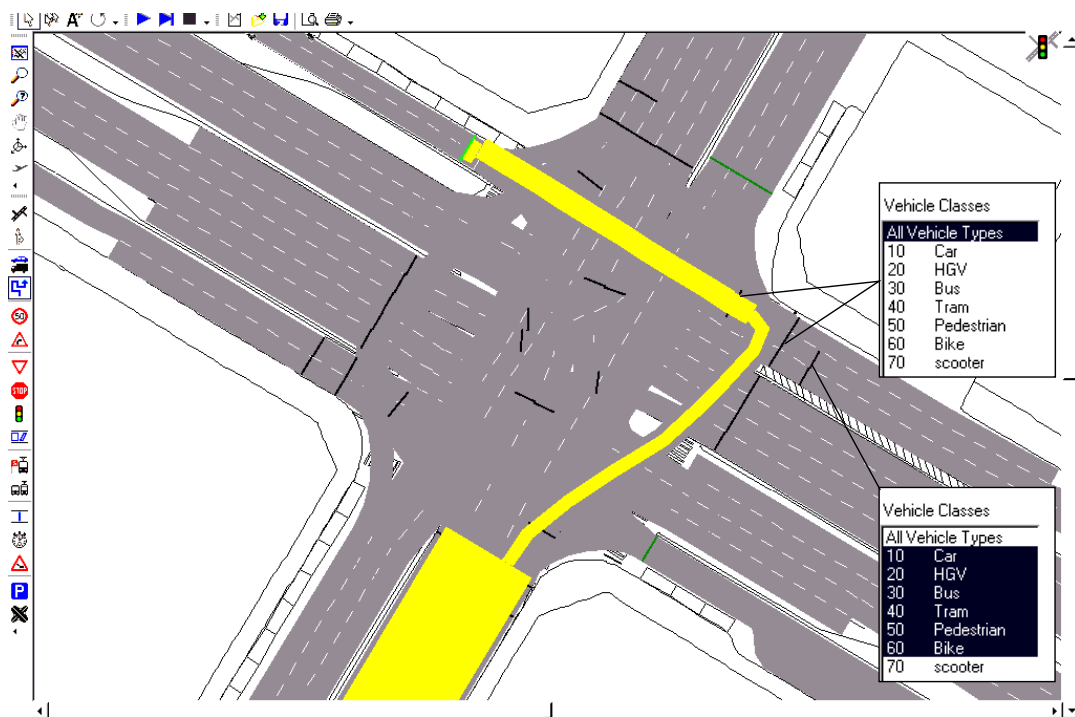 A
50
STOP
P
Vehicle Classes
All Vehicle Types
10 Car
20 HGV
30 Bus
40 Tram
50 Pedestrian
60 Bike
70 scooter
Vehicle Classes
All Vehicle Types
10 Car
20 HGV
30 Bus
40 Tram
50 Pedestrian
60 Bike
70 scooter